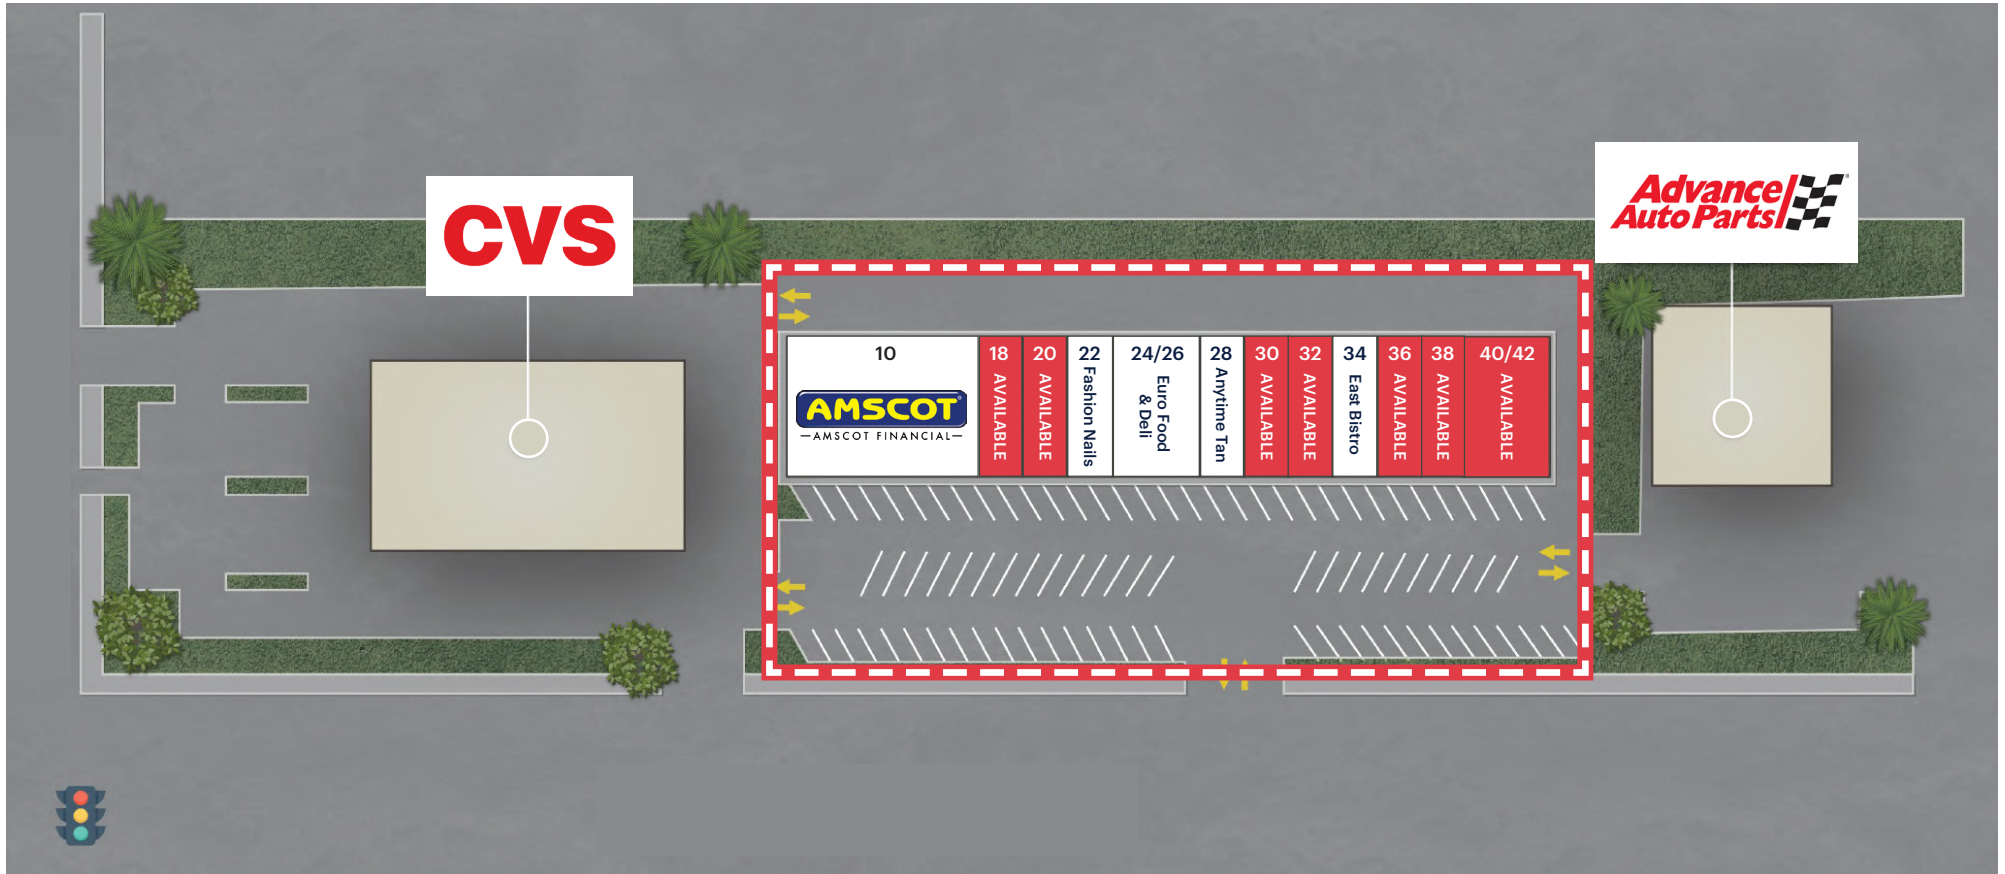 CVS
Advance
Auto Parts
10
AMSCOT
AMSCOT FINANCIAL
18
AVAILABLE
20
AVAILABLE
22
Fashion Nails
24/26
Euro Food
& Deli
28
Anytime Tan
30
AVAILABLE
32
AVAILABLE
34
East Bistro
36
AVAILABLE
38
AVAILABLE
40/42
AVAILABLE